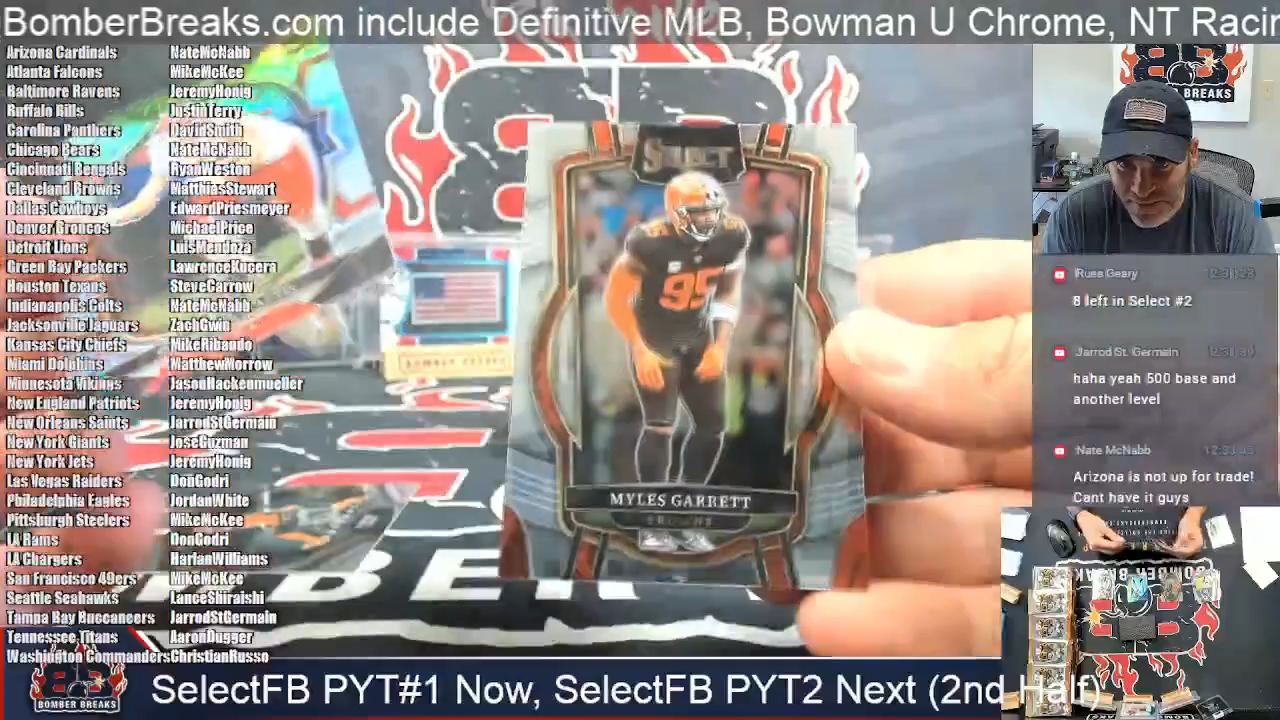 BomberBreaks.com include Definitive MLB, Bowman U Chrome, NT Racin
Arizona Cardinals NateMcNabb
Atlanta Falcons MikeMcKee
Baltimore Ravens JeremyHonig
Buffalo Bills JustinTerry
Carolina Panthers DavidSmith
Chicago Bears NateMcNabb
Cincinnati Bengals RyanWeston
Cleveland Browns MatthiasStewart
Dallas Cowboys EdwardPriesmeyer
Denver Broncos MichaelPrice
Detroit Lions LuisMendoza
Green Bay Packers LawrenceKucera
Houston Texans SteveCarrow
Indianapolis Colts NateMcNabb
Jacksonville Jaguars ZachGwin
Kansas City Chiefs MikeRibando
Miami Dolphins MatthewMorrow
Minnesota Vikings JasonHackenmueller
New England Patriots JeremyHonig
New Orleans Saints JarrodStGermain
New York Giants JoseGuzman
New York Jets JeremyHonig
Las Vegas Raiders DonGodri
Philadelphia Eagles JordanWhite
Pittsburgh Steelers MikeMcKee
LA Rams DonGodri
LA Chargers HarlanWilliams
San Francisco 49ers MikeMcKee
Seattle Seahawks LanceShiraishi
Tampa Bay Buccaneers JarrodStGermain
Tennessee Titans AaronDugger
Washington Commanders ChristianRusso
SELECT
95
MYLES GARRETT
BROWNS
BREAKS
Russ Geary
8 left in Select #2
Jarrod St. Germain
haha yeah 500 base and
another level
Nate McNabb
Arizona is not up for trade!
Cant have it guys
BOMBER BREAKS
SelectFB PYT#1 Now, SelectFB PYT2 Next (2nd Half)